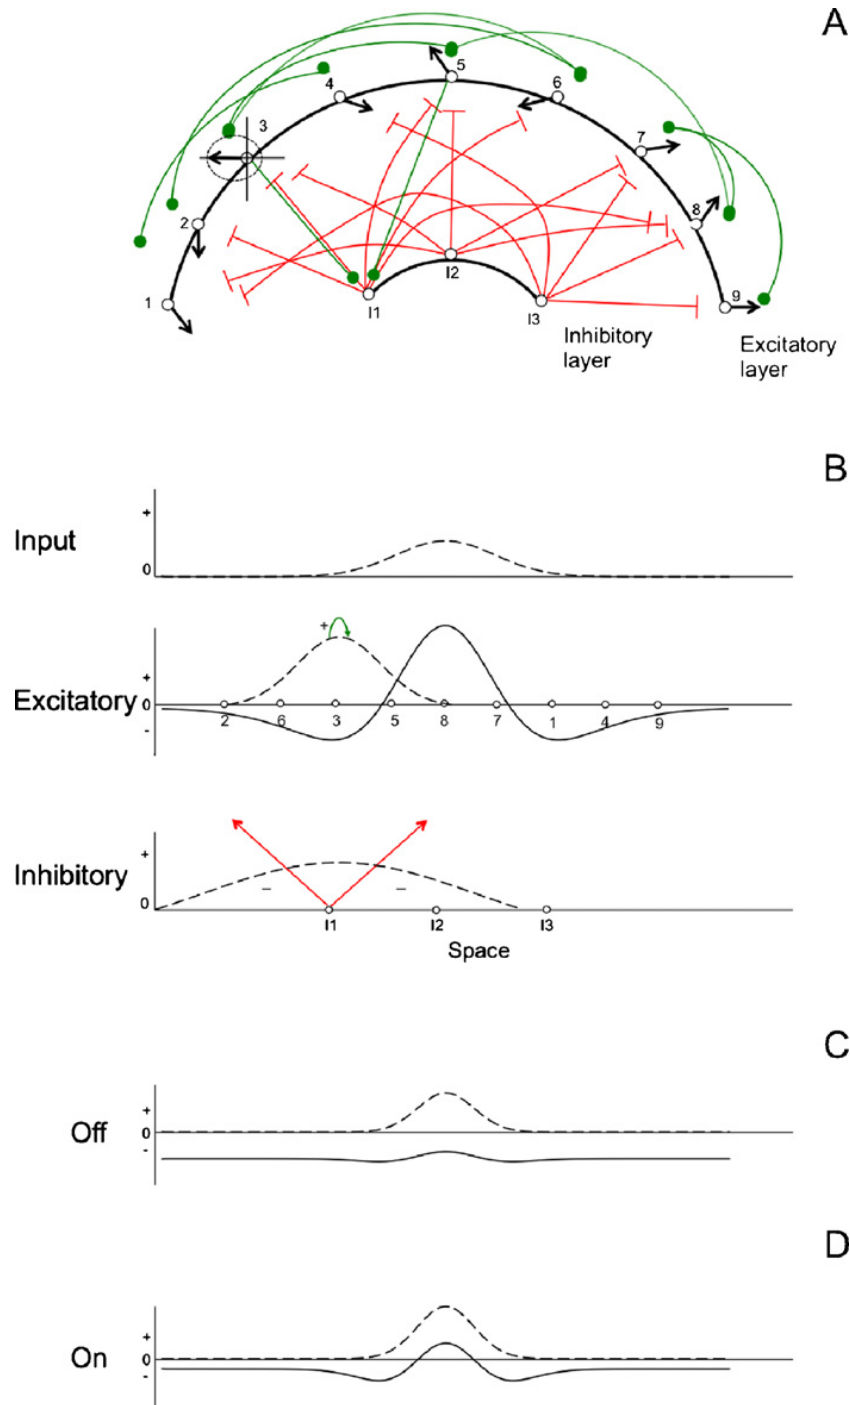 A
5
4
6
3
7
2
8
1
I2
9
I1
I3
Inhibitory
layer
Excitatory
layer
B
+
Input
0
+
+
Excitatory
0
2 6 3 5 8 7 1 4 9
-
+
Inhibitory
– –
0
I1 I2 I3
Space
C
+
Off
0
-
D
+
On
0
-